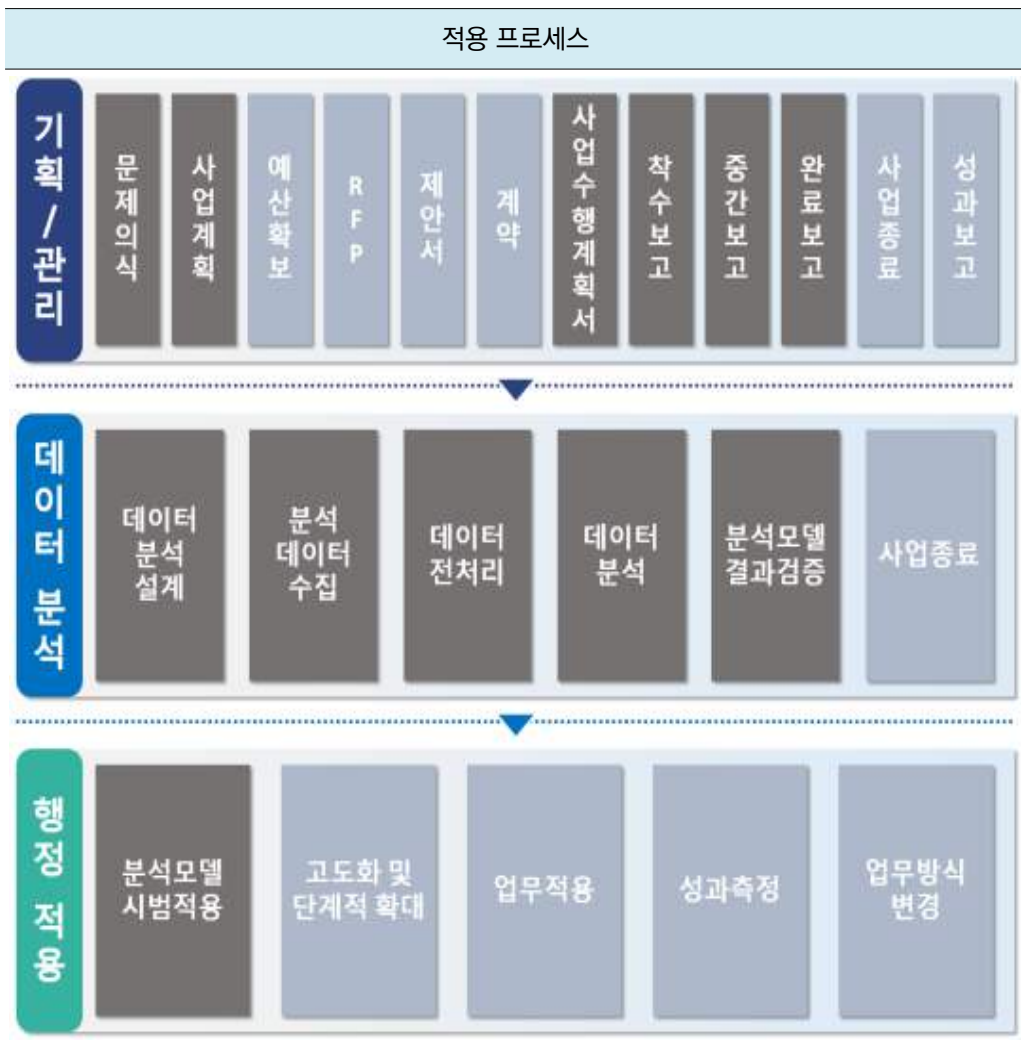 적용 프로세스
기획/관리
문제의식
사업계획
예산확보
RFP
제안서
계약
사업수행계획서
착수보고
중간보고
완료보고
사업종료
성과보고
데이터 분석
데이터
분석
설계
분석
데이터
수집
데이터
전처리
데이터
분석
분석모델
결과검증
사업종료
행정 적용
분석모델
시범적용
고도화 및
단계적 확대
업무적용
성과측정
업무방식
변경